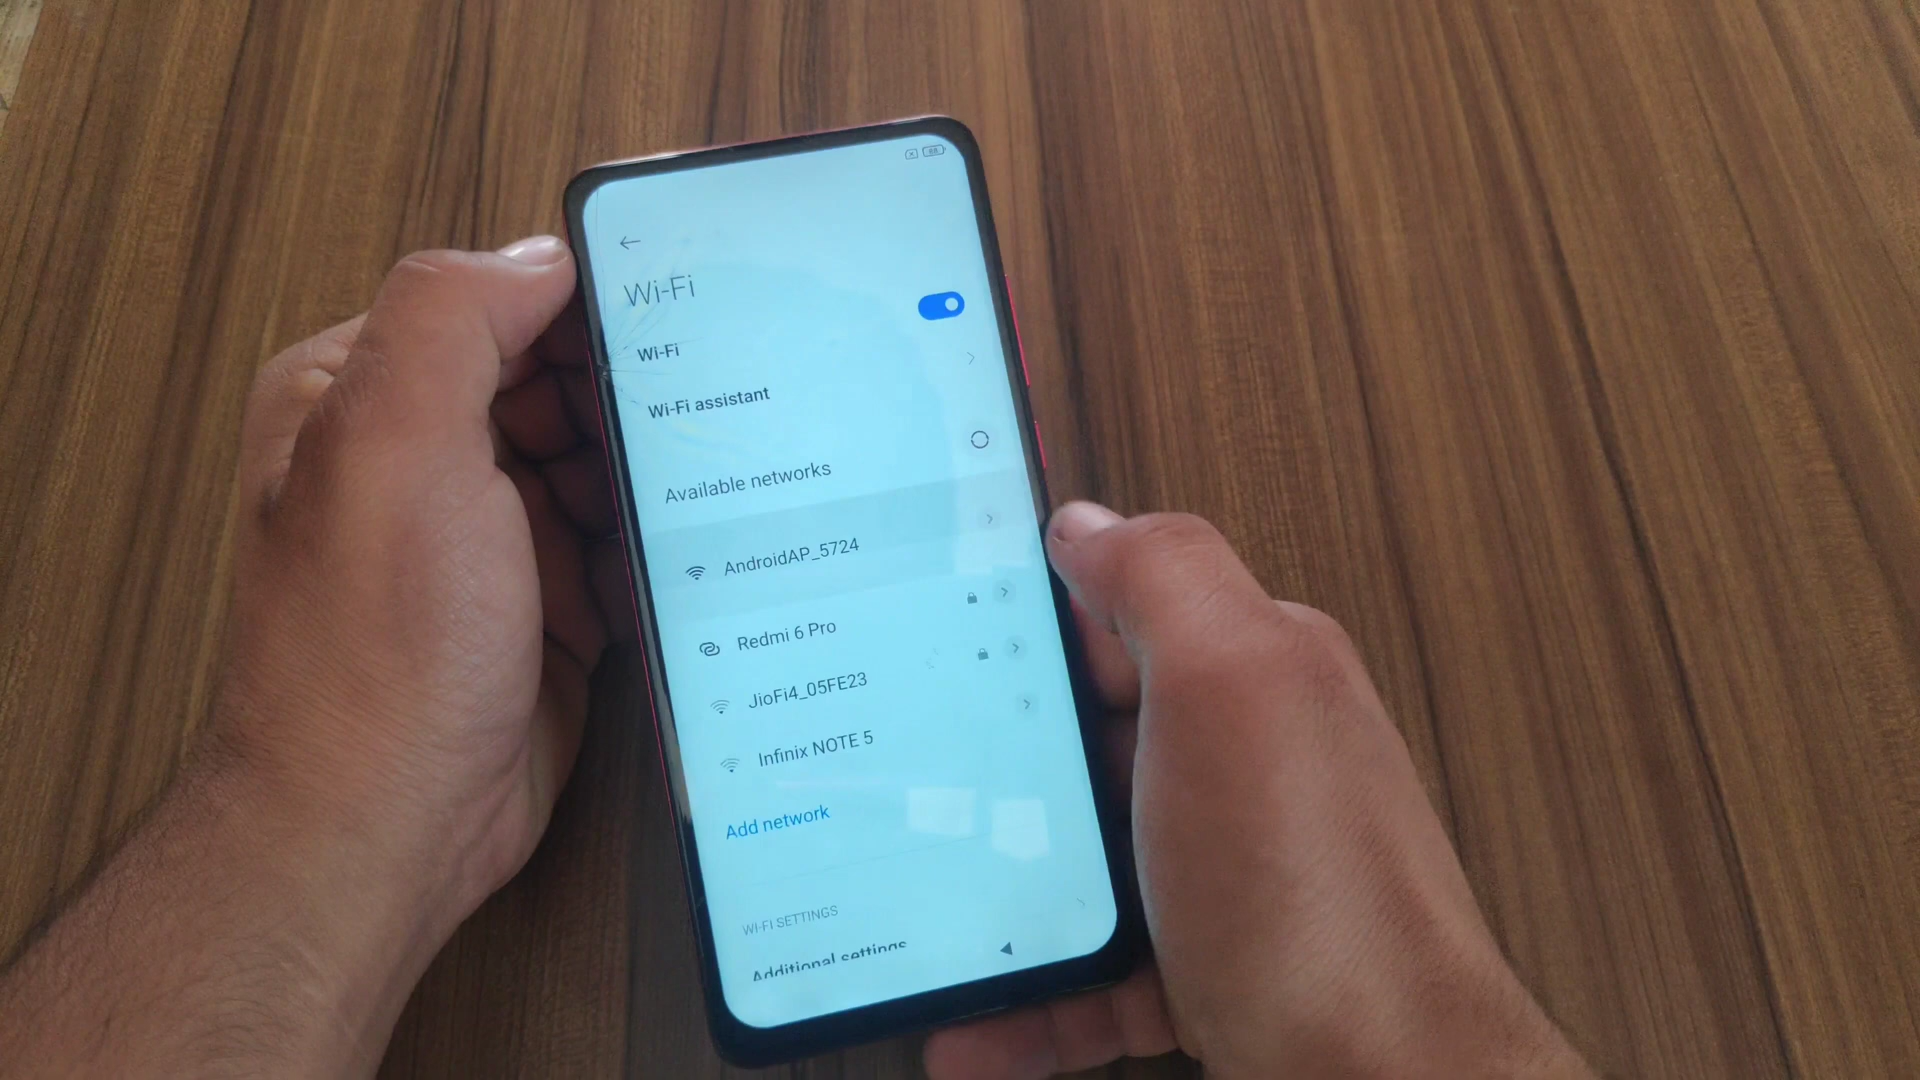 88
Wi-Fi
Wi-Fi
Wi-Fi assistant
Available networks
AndroidAP_5724
Redmi 6 Pro
JioFi4_05FE23
Infinix NOTE 5
Add network
WI-FI SETTINGS
Additional settings